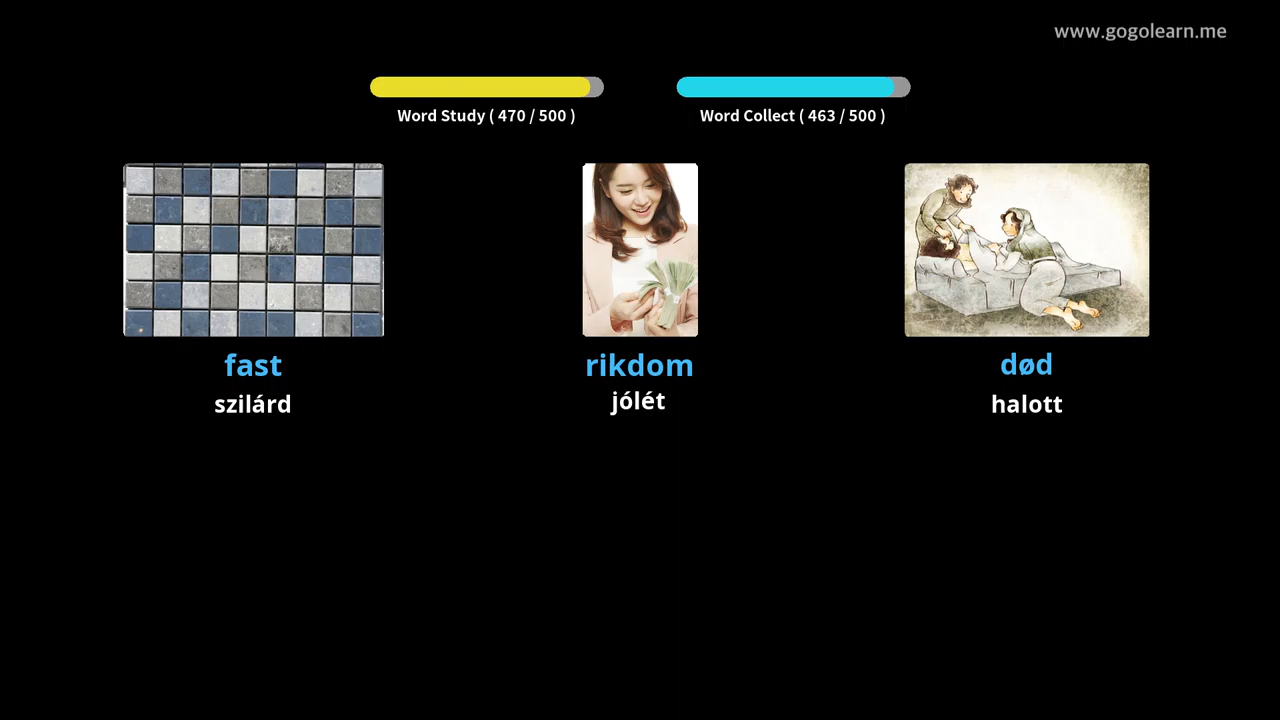 www.gogolearn.me
Word Study ( 470 / 500 )
Word Collect ( 463 / 500 )
fast
szilárd
rikdom
jólét
død
halott